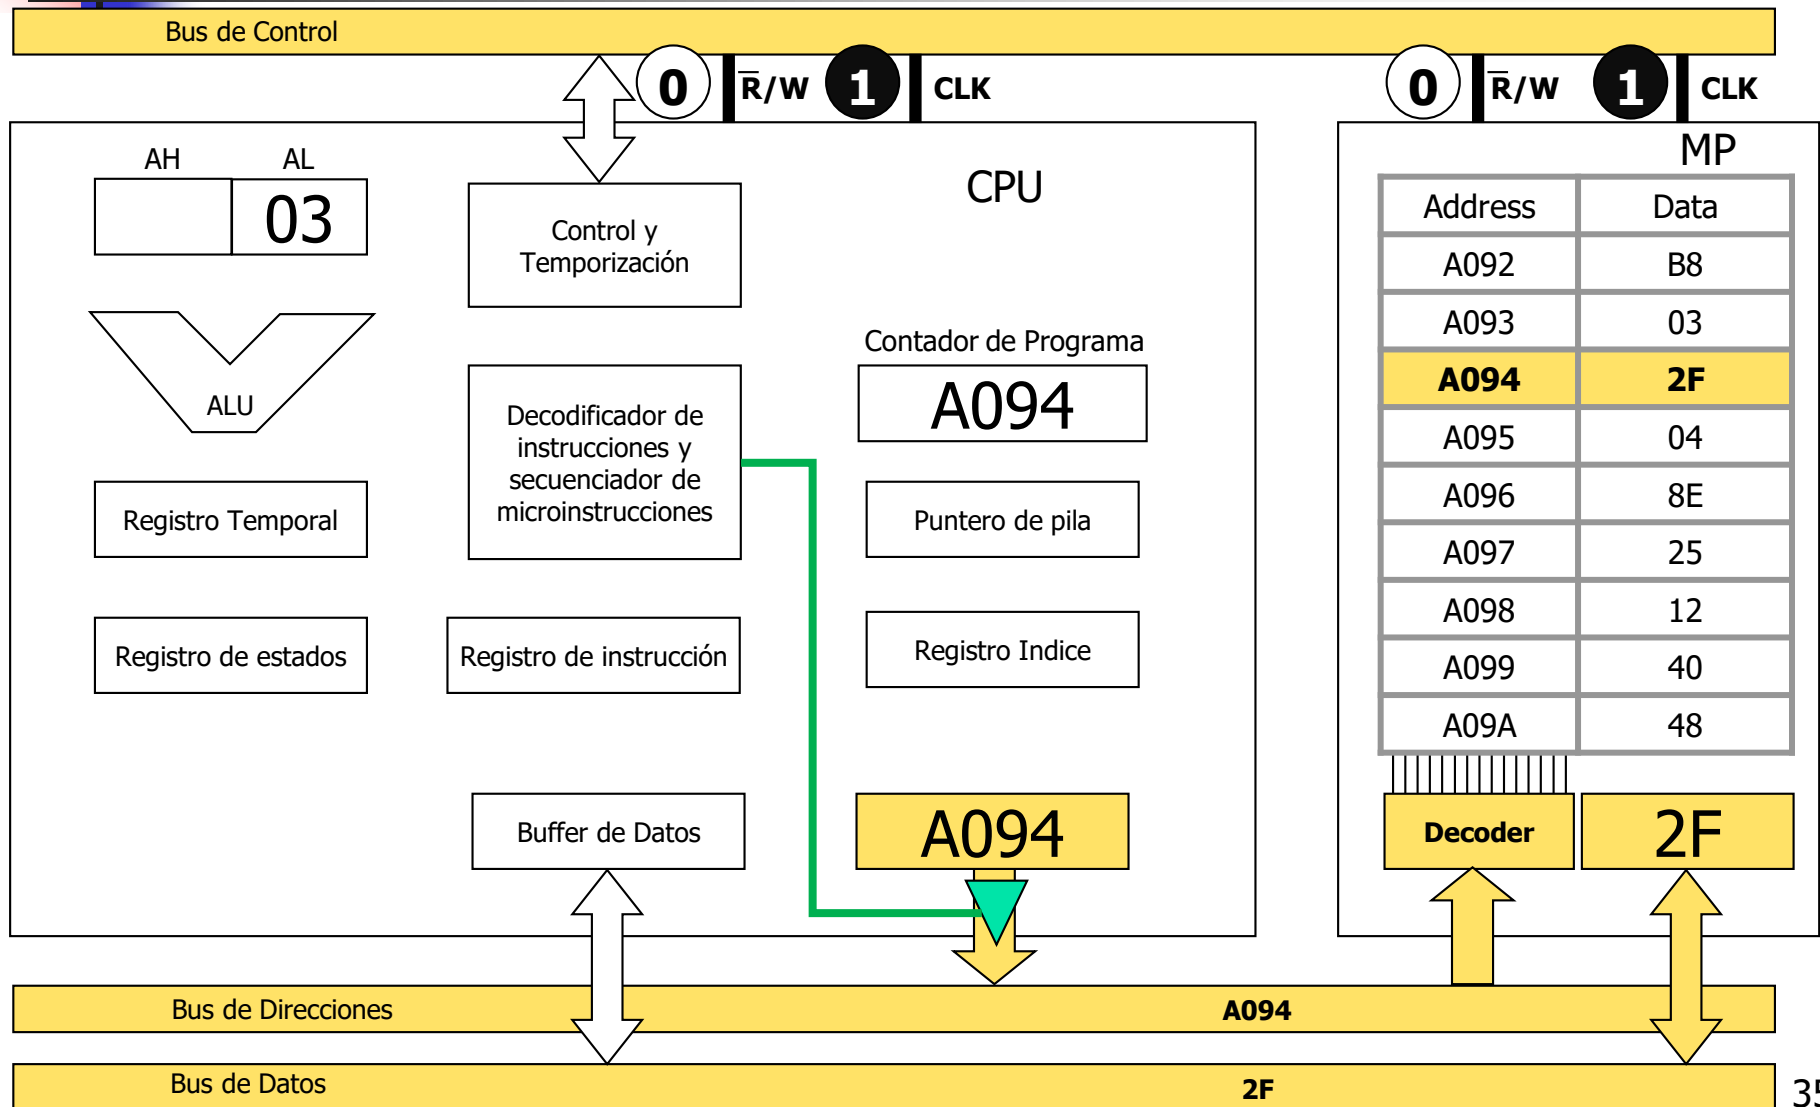 Bus de Control
0 R̅/W 1 CLK
0 R̅/W 1 CLK
AH AL
03
Control y
Temporización
CPU
ALU
Decodificador de
instrucciones y
secuenciador de
microinstrucciones
Contador de Programa
A094
Registro Temporal
Puntero de pila
Registro de estados
Registro de instrucción
Registro Indice
Buffer de Datos
A094
MP
Address Data
A092 B8
A093 03
A094 2F
A095 04
A096 8E
A097 25
A098 12
A099 40
A09A 48
Decoder
2F
Bus de Direcciones A094
Bus de Datos 2F
35